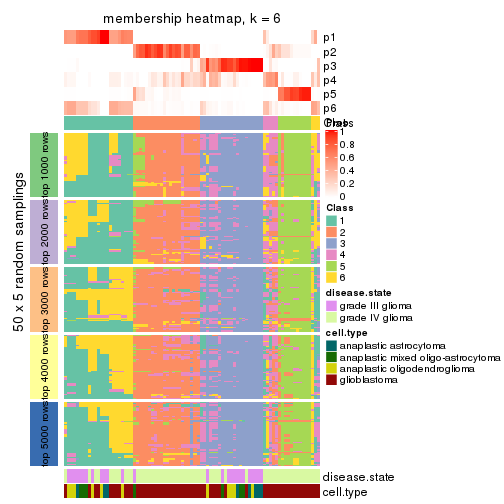 membership heatmap, k = 6
p1
p2
p3
p4
p5
p6
Class
Prob
1
0.8
0.6
0.4
0.2
0
Class
1
2
3
4
5
6
disease.state
grade III glioma
grade IV glioma
cell.type
anaplastic astrocytoma
anaplastic mixed oligo-astrocytoma
anaplastic oligodendroglioma
glioblastoma
50 x 5 random samplings
top 1000 rows
top 2000 rows
top 3000 rows
top 4000 rows
top 5000 rows
disease.state
cell.type